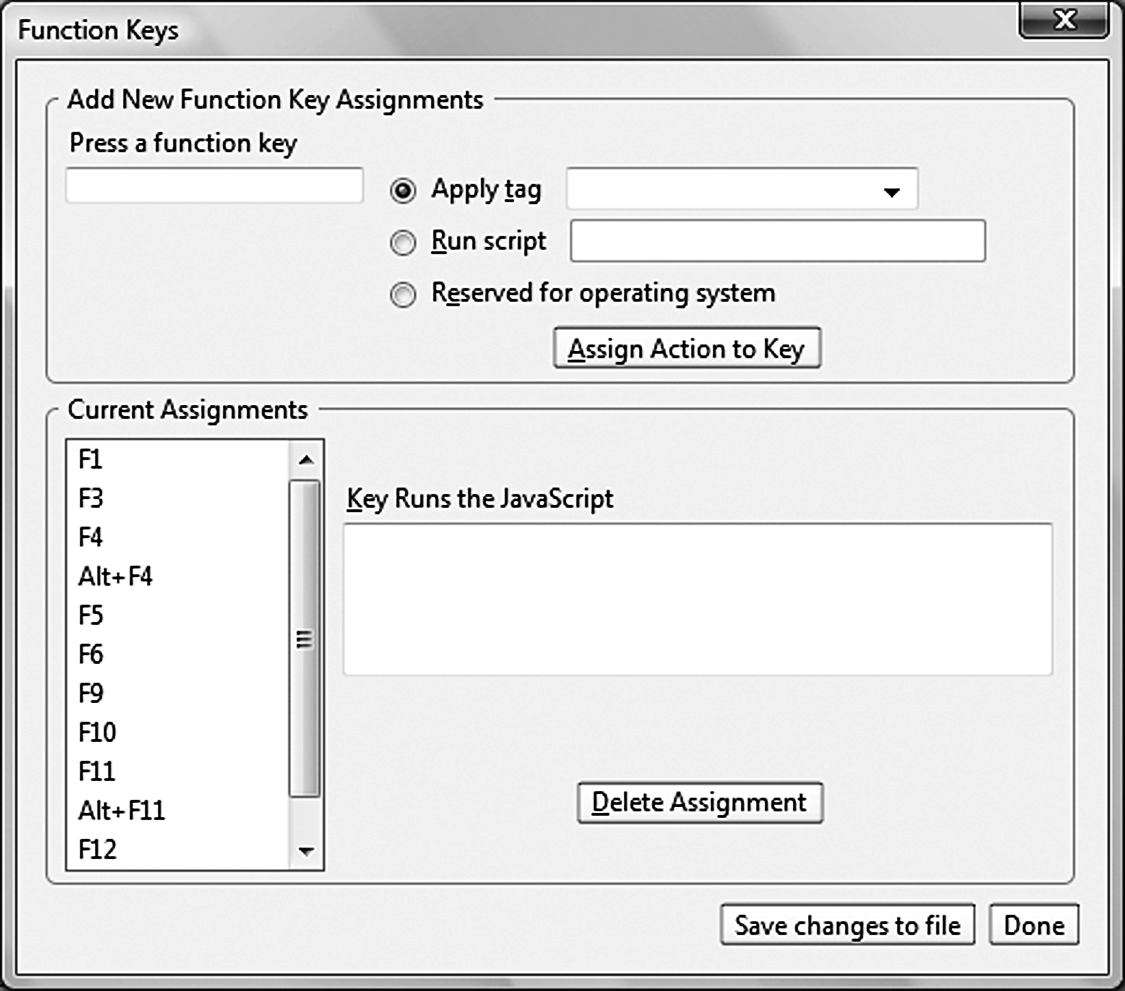 Function Keys
X
Add New Function Key Assignments
Press a function key
Apply tag
Run script
Reserved for operating system
Assign Action to Key
Current Assignments
F1
F3
F4
Alt+F4
F5
F6
F9
F10
F11
Alt+F11
F12
Key Runs the JavaScript
Delete Assignment
Save changes to file
Done